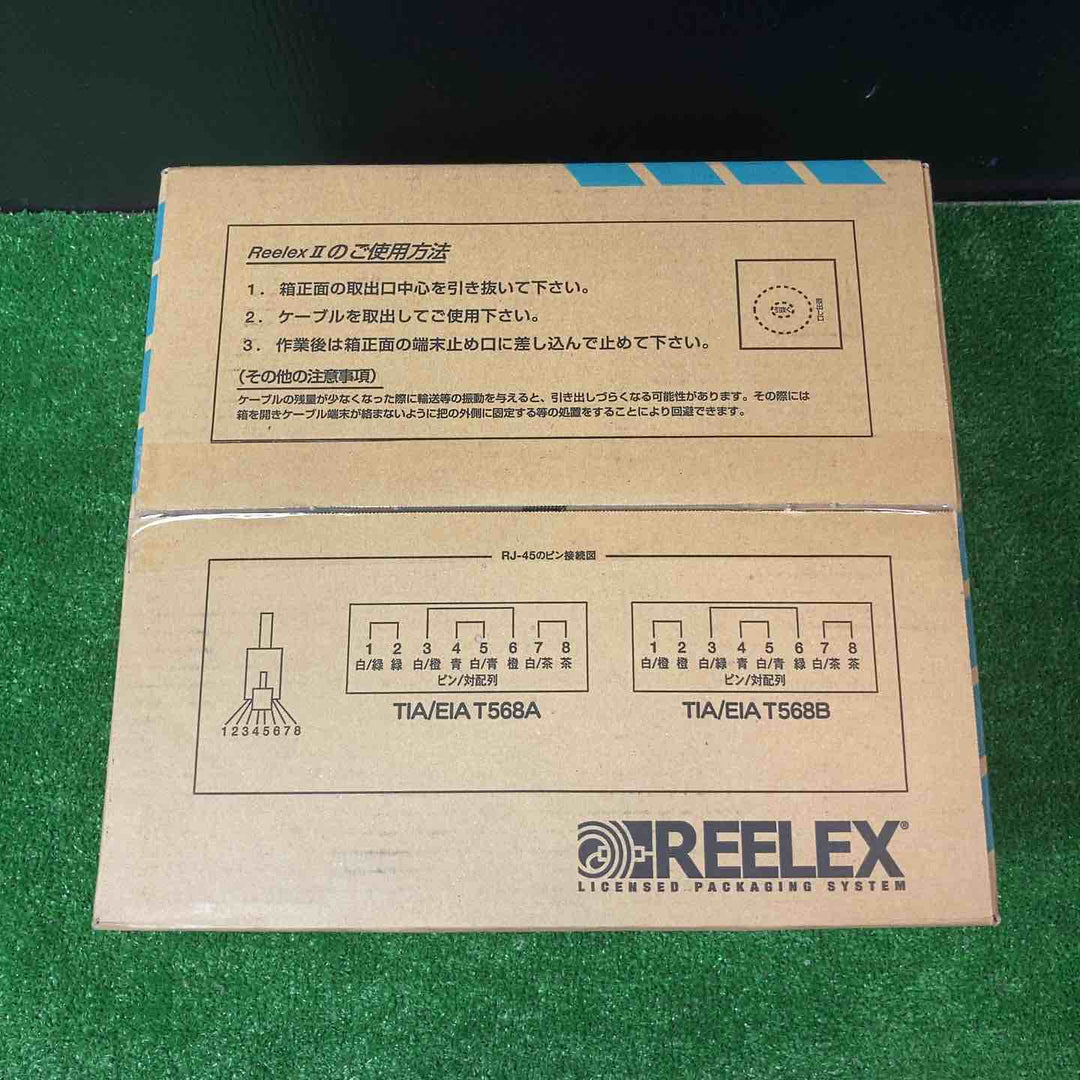 Reelex Ⅱ のご使用方法
1. 箱正面の取出口中心を引き抜いて下さい。
2. ケーブルを取出してご使用下さい。
3. 作業後は箱正面の端末止め口に差し込んで止めて下さい。
取出し口
(その他の注意事項)
ケーブルの残量が少なくなった際に輸送等の振動を与えると、引き出しづらくなる可能性があります。その際には
箱を開きケーブル端末が絡まないように把の外側に固定する等の処置をすることにより回避できます。
RJ-45のピン接続図
1 2 3 4 5 6 7 8
白/緑 緑 白/橙 青 白/青 橙 白/茶 茶
ピン/対配列
TIA/EIA T568A
1 2 3 4 5 6 7 8
白/橙 橙 白/緑 青 白/青 緑 白/茶 茶
ピン/対配列
TIA/EIA T568B
12345678
REELEX®
LICENSED PACKAGING SYSTEM